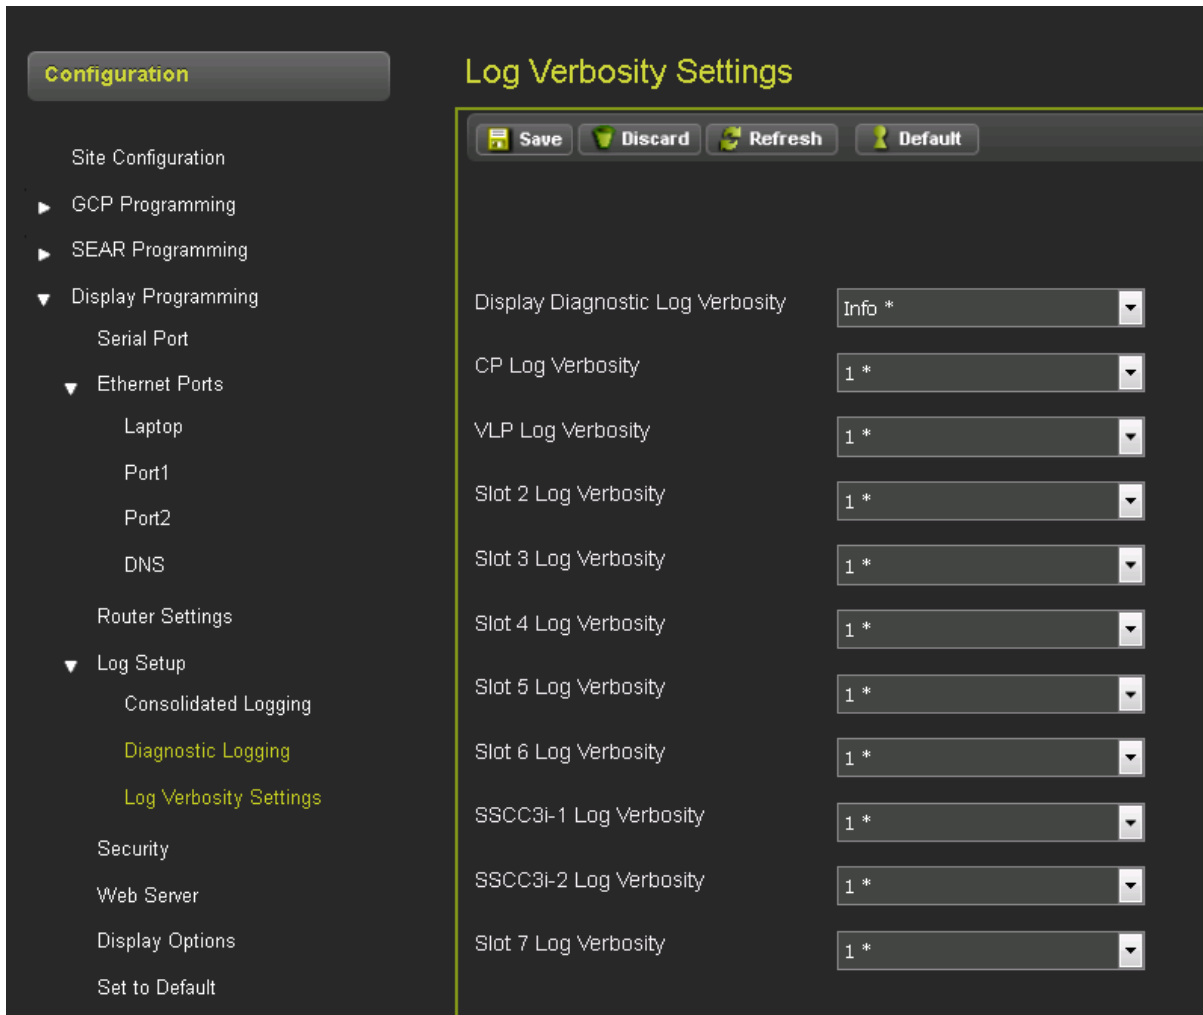 Configuration
Site Configuration
GCP Programming
SEAR Programming
Display Programming
Serial Port
Ethernet Ports
Laptop
Port1
Port2
DNS
Router Settings
Log Setup
Consolidated Logging
Diagnostic Logging
Log Verbosity Settings
Security
Web Server
Display Options
Set to Default
Log Verbosity Settings
Save Discard Refresh Default
Display Diagnostic Log Verbosity Info *
CP Log Verbosity 1 *
VLP Log Verbosity 1 *
Slot 2 Log Verbosity 1 *
Slot 3 Log Verbosity 1 *
Slot 4 Log Verbosity 1 *
Slot 5 Log Verbosity 1 *
Slot 6 Log Verbosity 1 *
SSCC3i-1 Log Verbosity 1 *
SSCC3i-2 Log Verbosity 1 *
Slot 7 Log Verbosity 1 *